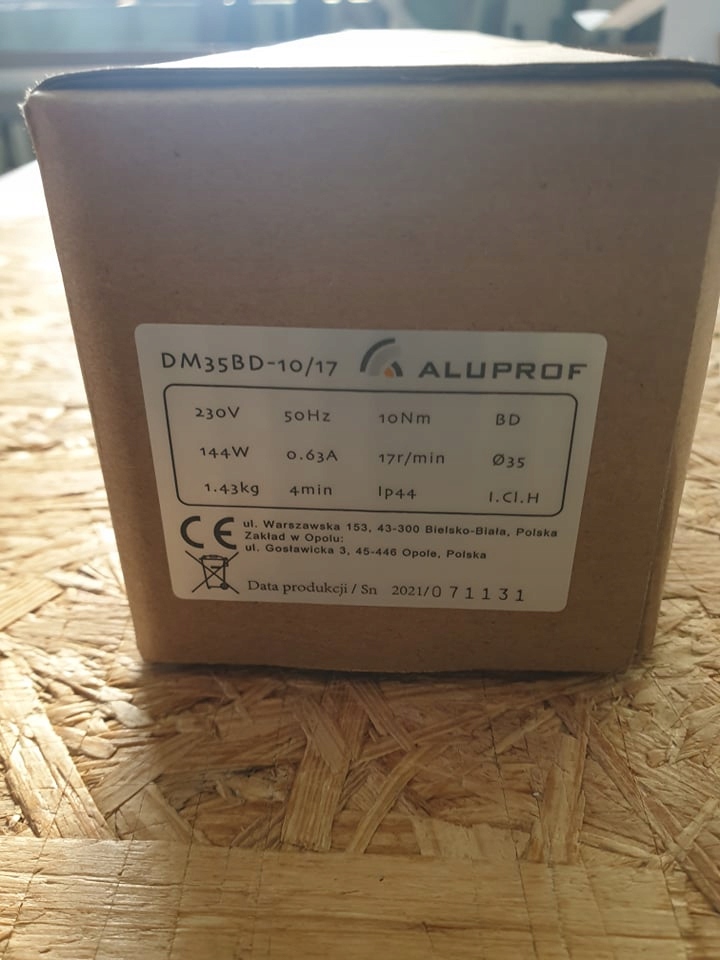 DM35BD-10/17 ALUPROF
230V 50Hz 10Nm BD
144W 0.63A 17r/min Ø35
1.43kg 4min Ip44 I.Cl.H
CE ul. Warszawska 153, 43-300 Bielsko-Biała, Polska
Zakład w Opolu:
ul. Gosławicka 3, 45-446 Opole, Polska
Data produkcji / Sn 2021/071131